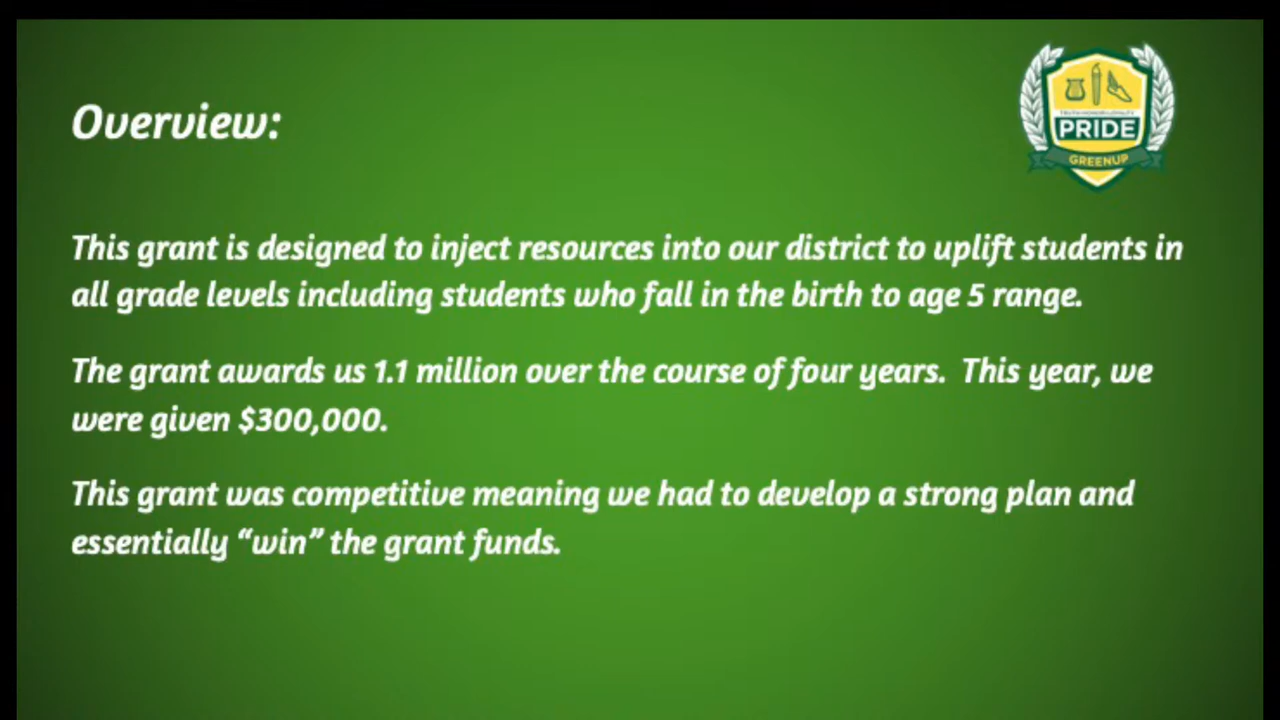 Overview:
PRIDE
GREENUP
This grant is designed to inject resources into our district to uplift students in
all grade levels including students who fall in the birth to age 5 range.
The grant awards us 1.1 million over the course of four years.  This year, we
were given $300,000.
This grant was competitive meaning we had to develop a strong plan and
essentially “win” the grant funds.